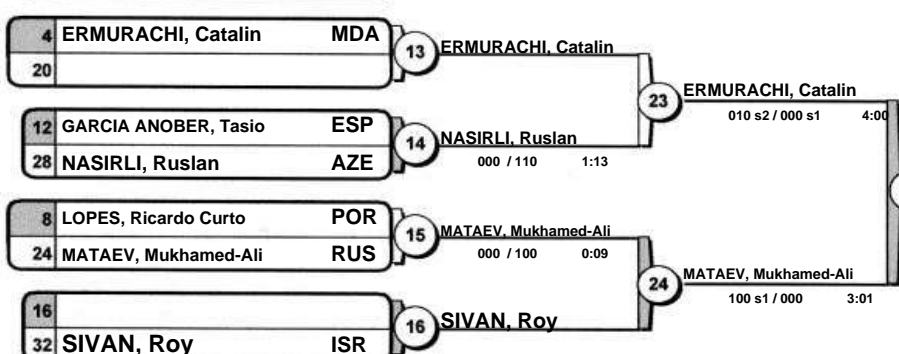 4 ERMURACHI, Catalin MDA
20
13 ERMURACHI, Catalin
12 GARCIA ANOBER, Tasio ESP
28 NASIRLI, Ruslan AZE
14 NASIRLI, Ruslan
000 / 110 1:13
23 ERMURACHI, Catalin
010 s2 / 000 s1 4:00
8 LOPES, Ricardo Curto POR
24 MATAEV, Mukhamed-Ali RUS
15 MATAEV, Mukhamed-Ali
000 / 100 0:09
16
32 SIVAN, Roy ISR
16 SIVAN, Roy
24 MATAEV, Mukhamed-Ali
100 s1 / 000 3:01